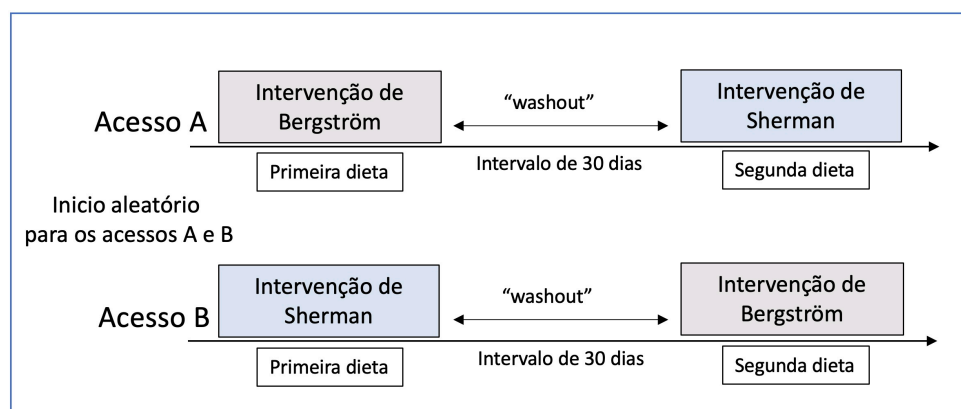 Acesso A
Intervenção de
Bergström
“washout”
Intervenção de
Sherman
Primeira dieta
Intervalo de 30 dias
Segunda dieta
Inicio aleatório
para os acessos A e B
Acesso B
Intervenção de
Sherman
“washout”
Intervenção de
Bergström
Primeira dieta
Intervalo de 30 dias
Segunda dieta